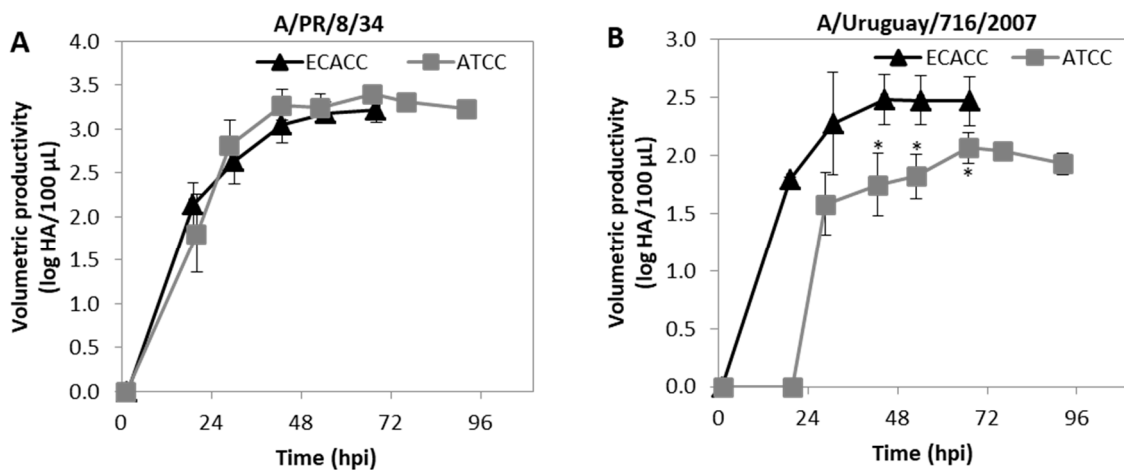 A
A/PR/8/34
ECACC ATCC
4.0
3.5
3.0
2.5
2.0
1.5
1.0
0.5
0.0
0 24 48 72 96
Volumetric productivity
(log HA/100 µL)
Time (hpi)
B
A/Uruguay/716/2007
ECACC ATCC
3.0
2.5
2.0
1.5
1.0
0.5
0.0
* * *
0 24 48 72 96
Volumetric productivity
(log HA/100 µL)
Time (hpi)